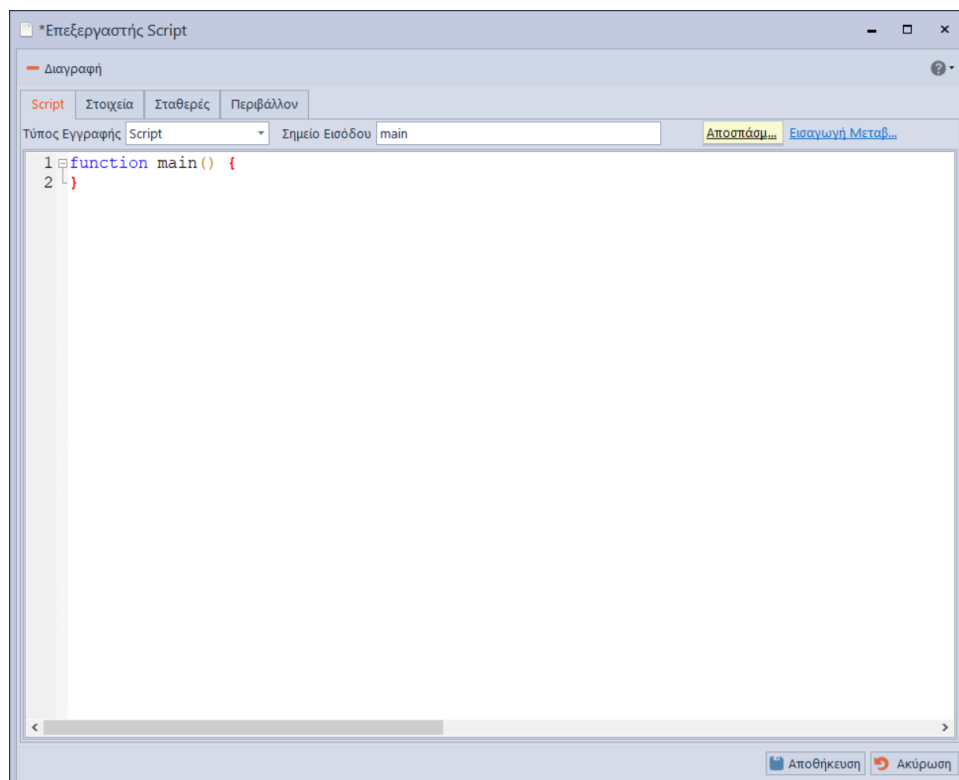 *Επεξεργαστής Script
Διαγραφή
Script Στοιχεία Σταθερές Περιβάλλον
Τύπος Εγγραφής Script Σημείο Εισόδου main Αποσπάσμ... Εισαγωγή Μεταβ...
1 function main() {
2 }
Αποθήκευση Ακύρωση